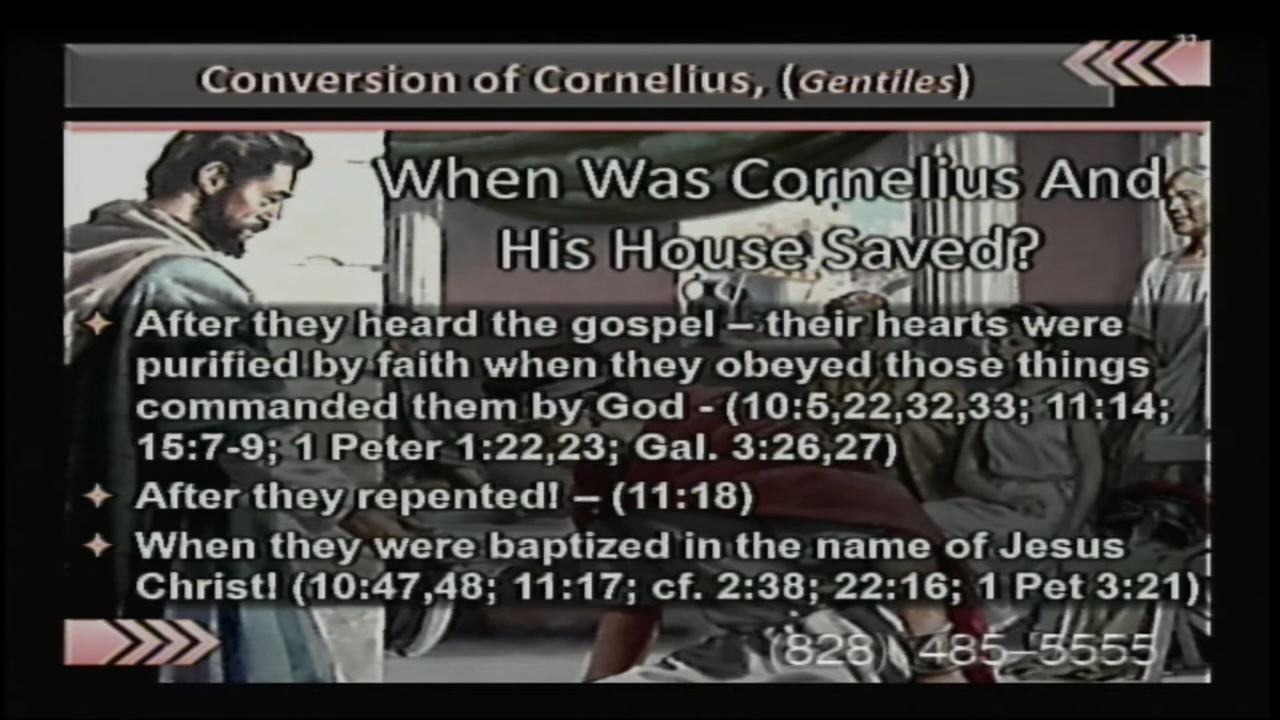 Conversion of Cornelius, (Gentiles)
When Was Cornelius And
His House Saved?
After they heard the gospel – their hearts were
purified by faith when they obeyed those things
commanded them by God - (10:5,22,32,33; 11:14;
15:7-9; 1 Peter 1:22,23; Gal. 3:26,27)
After they repented! – (11:18)
When they were baptized in the name of Jesus
Christ! (10:47,48; 11:17; cf. 2:38; 22:16; 1 Pet 3:21)
(828) 485-5555